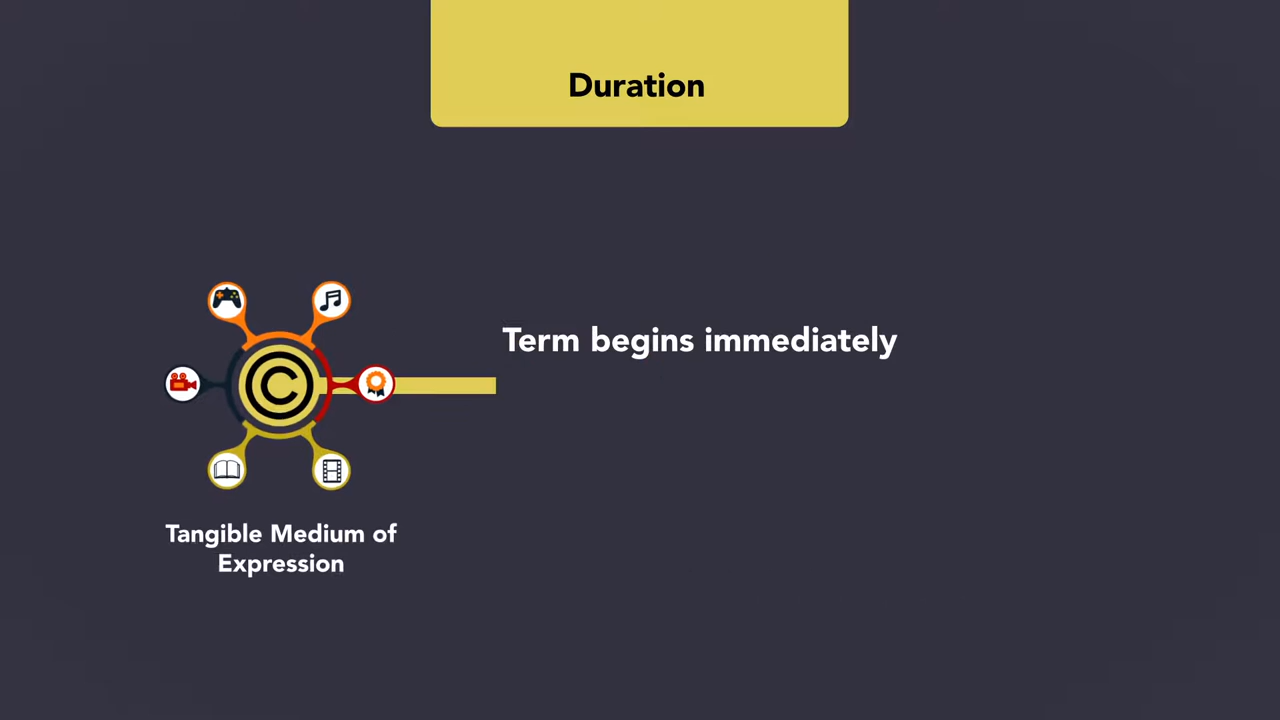 Duration
Term begins immediately
©
Tangible Medium of
Expression